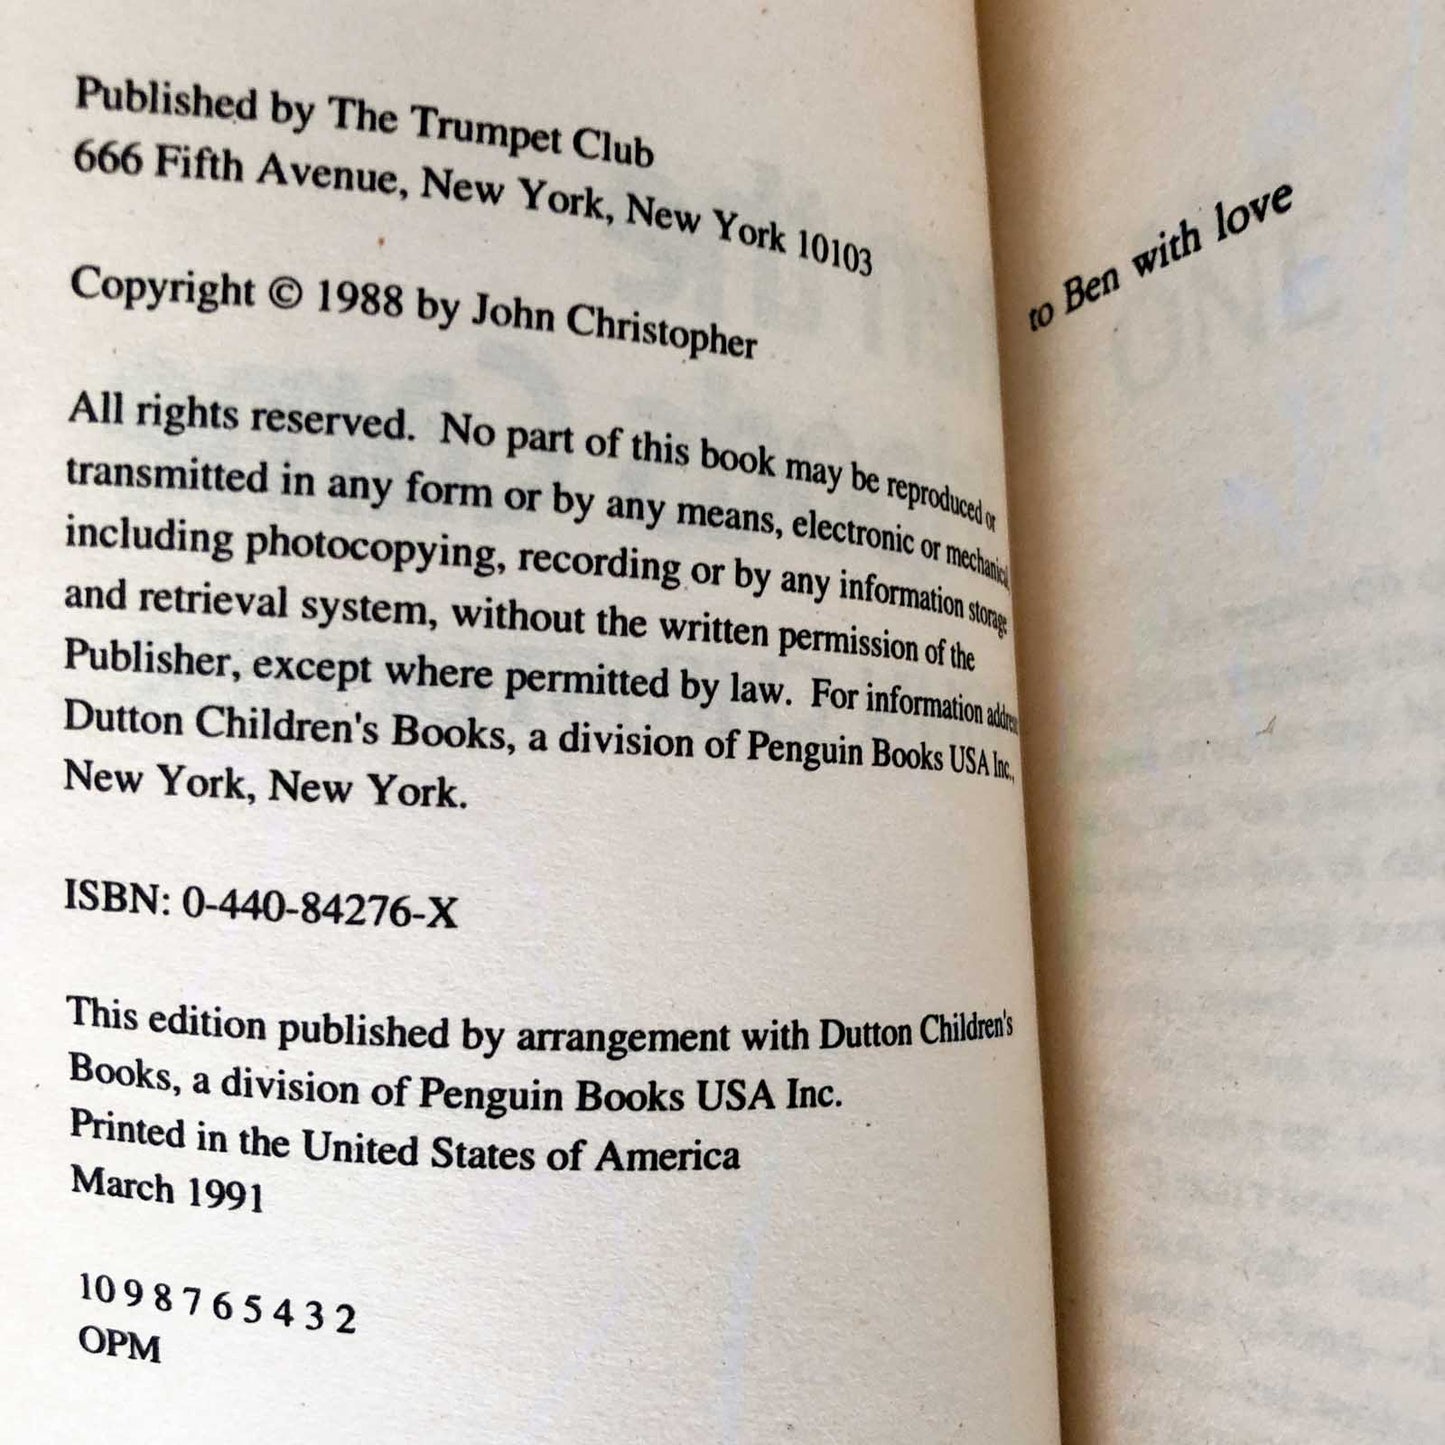 Published by The Trumpet Club
666 Fifth Avenue, New York, New York 10103
Copyright © 1988 by John Christopher
All rights reserved. No part of this book may be reproduced or
transmitted in any form or by any means, electronic or mechanical,
including photocopying, recording or by any information storage
and retrieval system, without the written permission of the
Publisher, except where permitted by law. For information address
Dutton Children's Books, a division of Penguin Books USA Inc.,
New York, New York.
ISBN: 0-440-84276-X
This edition published by arrangement with Dutton Children's
Books, a division of Penguin Books USA Inc.
Printed in the United States of America
March 1991
10 9 8 7 6 5 4 3 2
OPM
to Ben with love